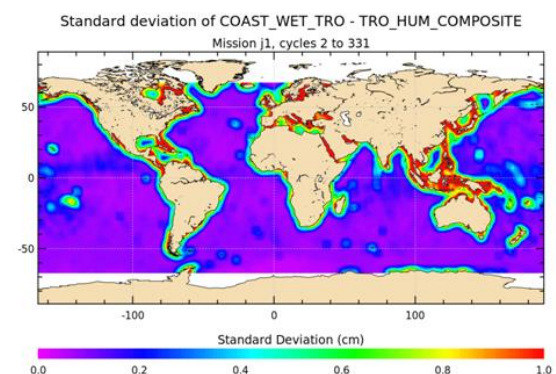 Standard deviation of COAST_WET_TRO - TRO_HUM_COMPOSITE
Mission j1, cycles 2 to 331
50
0
-50
-100 0 100
Standard Deviation (cm)
0.0 0.2 0.4 0.6 0.8 1.0